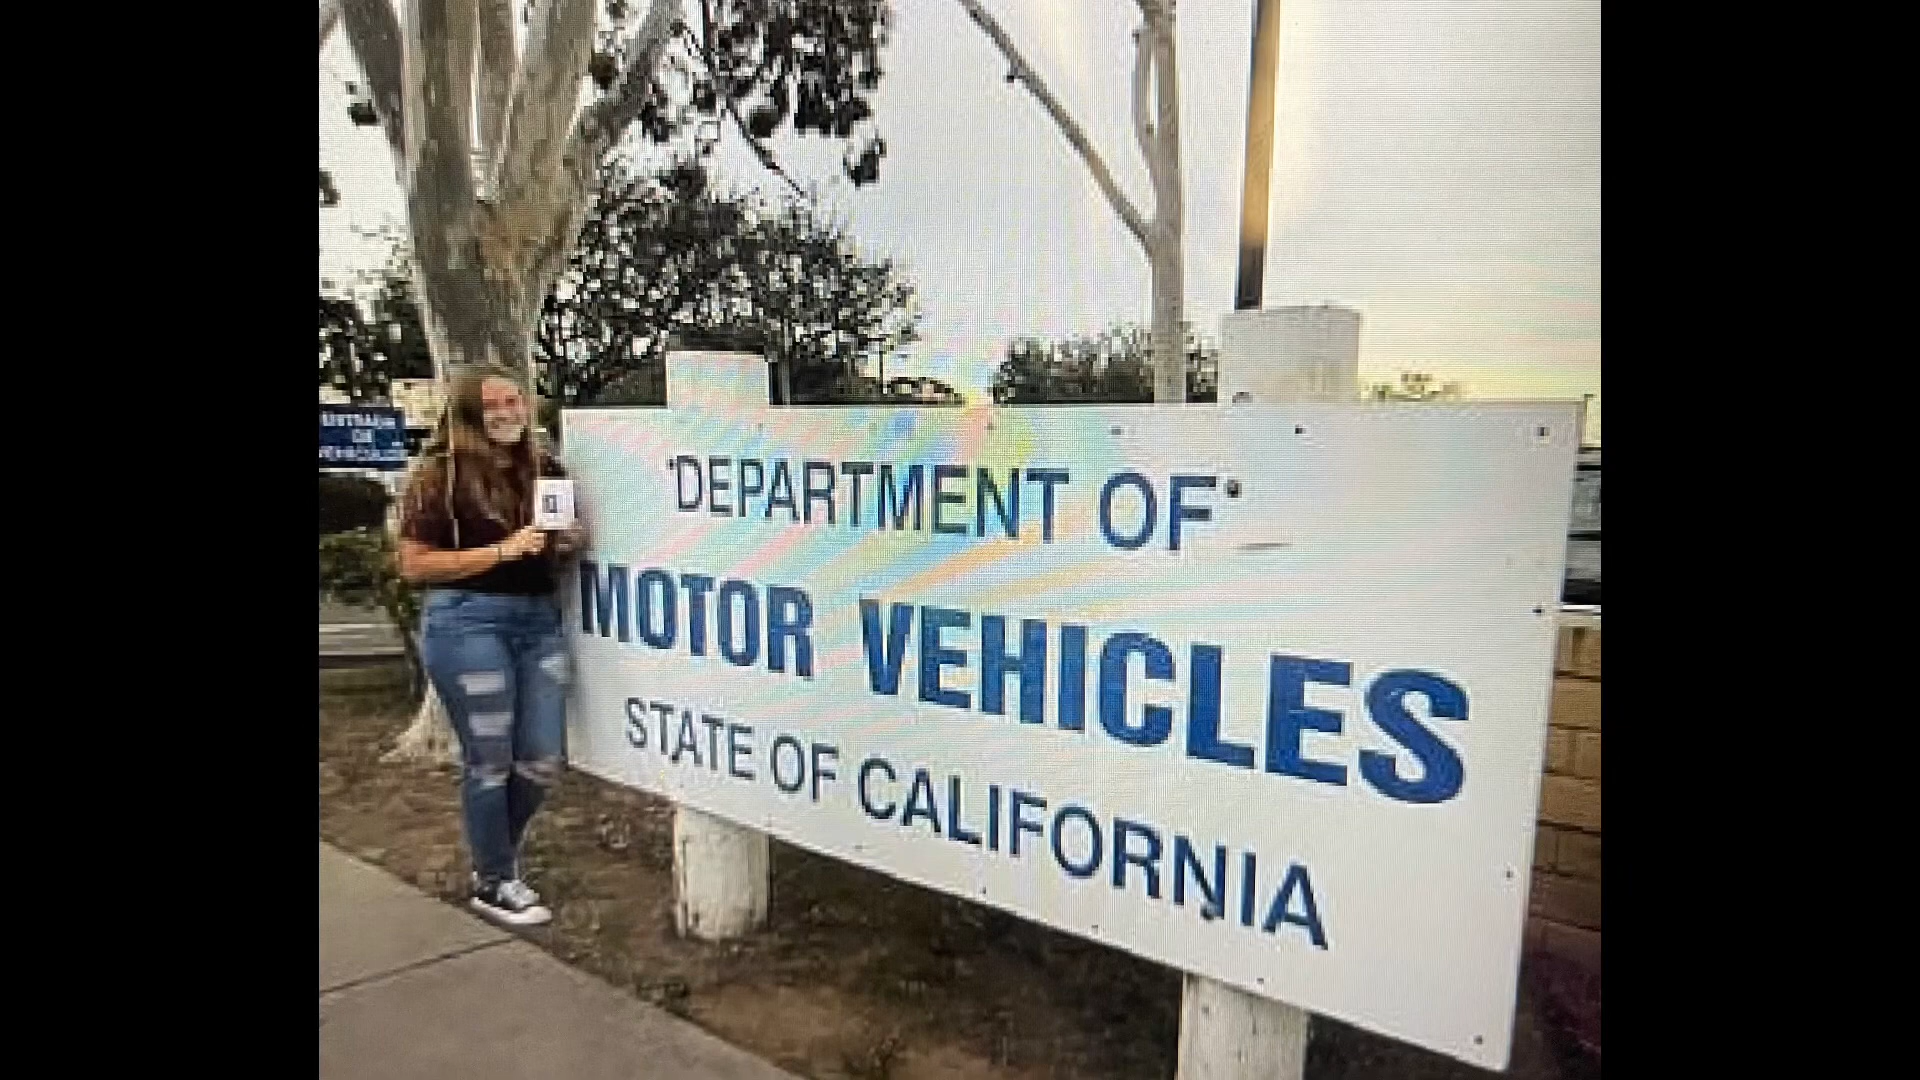 DEPARTMENT OF
MOTOR VEHICLES
STATE OF CALIFORNIA